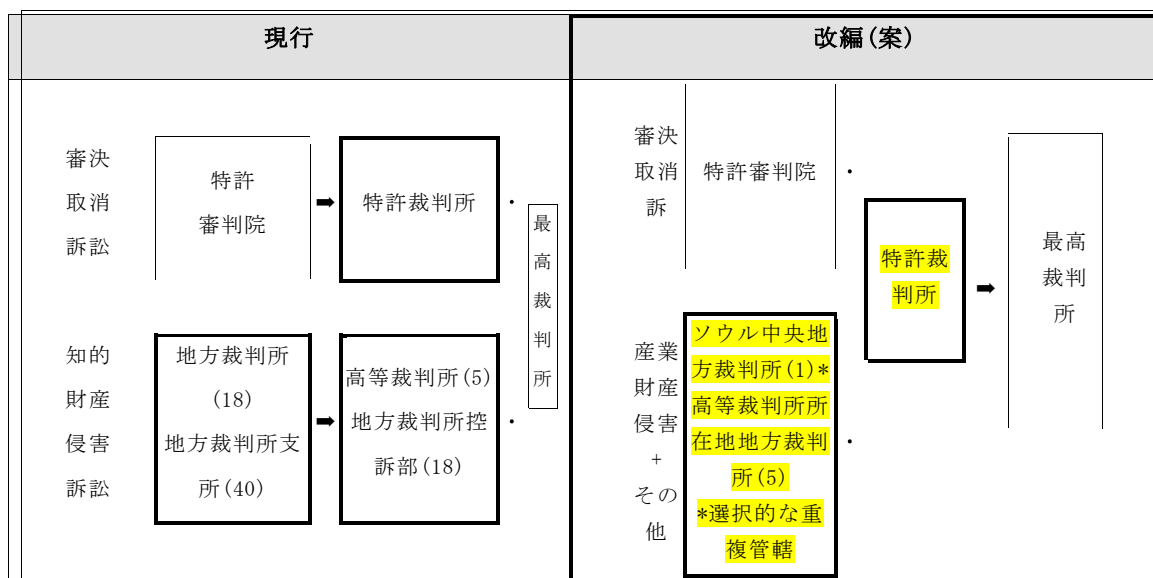 現行
改編(案)
審決
取消
訴訟
特許
審判院
➡
特許裁判所
・
最
高
裁
判
所
知的
財産
侵害
訴訟
地方裁判所
(18)
地方裁判所支
所(40)
➡
高等裁判所(5)
地方裁判所控
訴部(18)
・
審決
取消
訴
特許審判院
・
特許裁
判所
➡
最高
裁判
所
産業
財産
侵害
+
その
他
ソウル中央地
方裁判所(1)*
高等裁判所所
在地地方裁判
所(5)
*選択的な重
複管轄
・